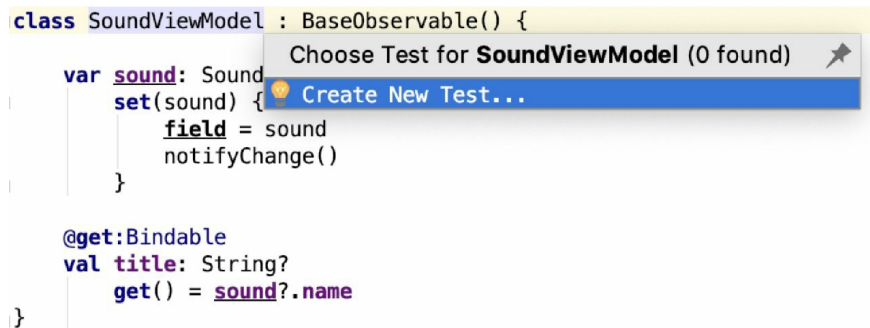 class SoundViewModel : BaseObservable() {
Choose Test for SoundViewModel (0 found)
var sound: Sound
Create New Test...
set(sound) {
field = sound
notifyChange()
}
@get:Bindable
val title: String?
get() = sound?.name
}